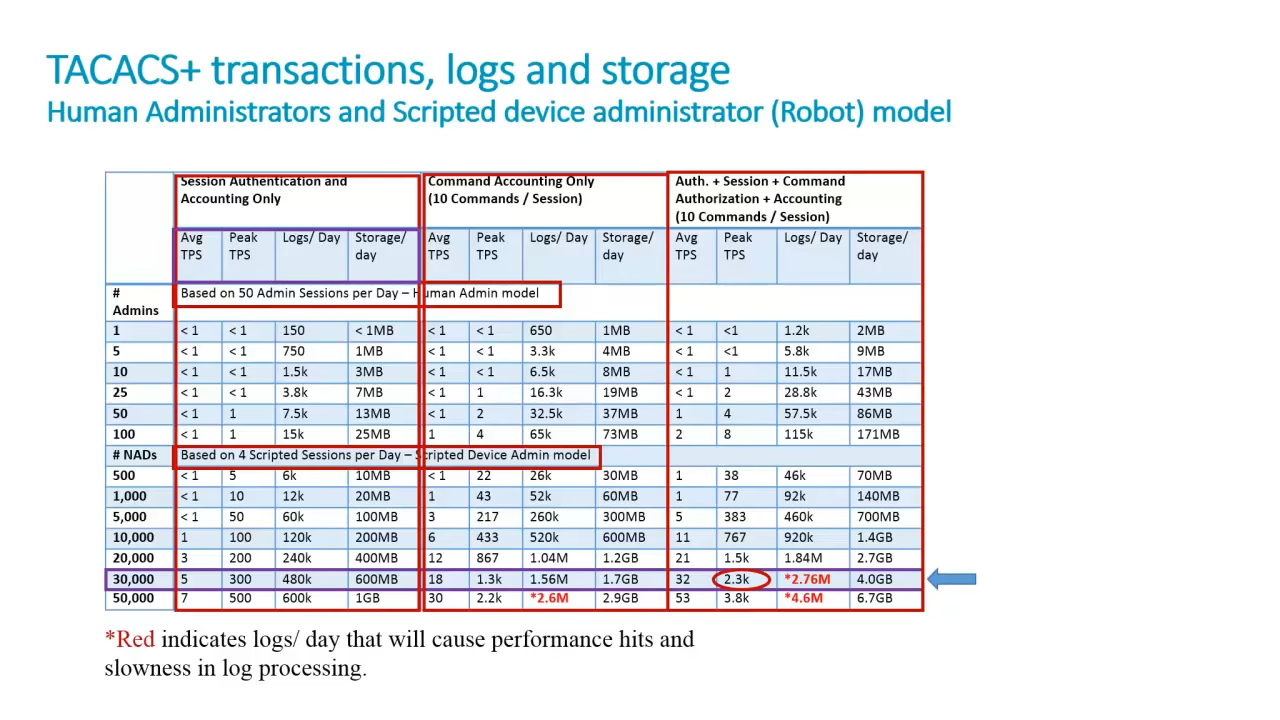 TACACS+ transactions, logs and storage
Human Administrators and Scripted device administrator (Robot) model
Session Authentication and Accounting Only Command Accounting Only (10 Commands / Session) Auth. + Session + Command Authorization + Accounting (10 Commands / Session)
Avg TPS Peak TPS Logs/ Day Storage/ day Avg TPS Peak TPS Logs/ Day Storage/ day Avg TPS Peak TPS Logs/ Day Storage/ day
# Admins Based on 50 Admin Sessions per Day – Human Admin model
1 < 1 < 1 150 < 1MB < 1 < 1 650 1MB < 1 <1 1.2k 2MB
5 < 1 < 1 750 1MB < 1 < 1 3.3k 4MB < 1 <1 5.8k 9MB
10 < 1 < 1 1.5k 3MB < 1 < 1 6.5k 8MB < 1 1 11.5k 17MB
25 < 1 < 1 3.8k 7MB < 1 1 16.3k 19MB < 1 2 28.8k 43MB
50 < 1 1 7.5k 13MB < 1 2 32.5k 37MB 1 4 57.5k 86MB
100 < 1 1 15k 25MB 1 4 65k 73MB 2 8 115k 171MB
# NADs Based on 4 Scripted Sessions per Day – Scripted Device Admin model
500 < 1 5 6k 10MB < 1 22 26k 30MB 1 38 46k 70MB
1,000 < 1 10 12k 20MB 1 43 52k 60MB 1 77 92k 140MB
5,000 < 1 50 60k 100MB 3 217 260k 300MB 5 383 460k 700MB
10,000 1 100 120k 200MB 6 433 520k 600MB 11 767 920k 1.4GB
20,000 3 200 240k 400MB 12 867 1.04M 1.2GB 21 1.5k 1.84M 2.7GB
30,000 5 300 480k 600MB 18 1.3k 1.56M 1.7GB 32 2.3k *2.76M 4.0GB
50,000 7 500 600k 1GB 30 2.2k *2.6M 2.9GB 53 3.8k *4.6M 6.7GB
*Red indicates logs/ day that will cause performance hits and
slowness in log processing.